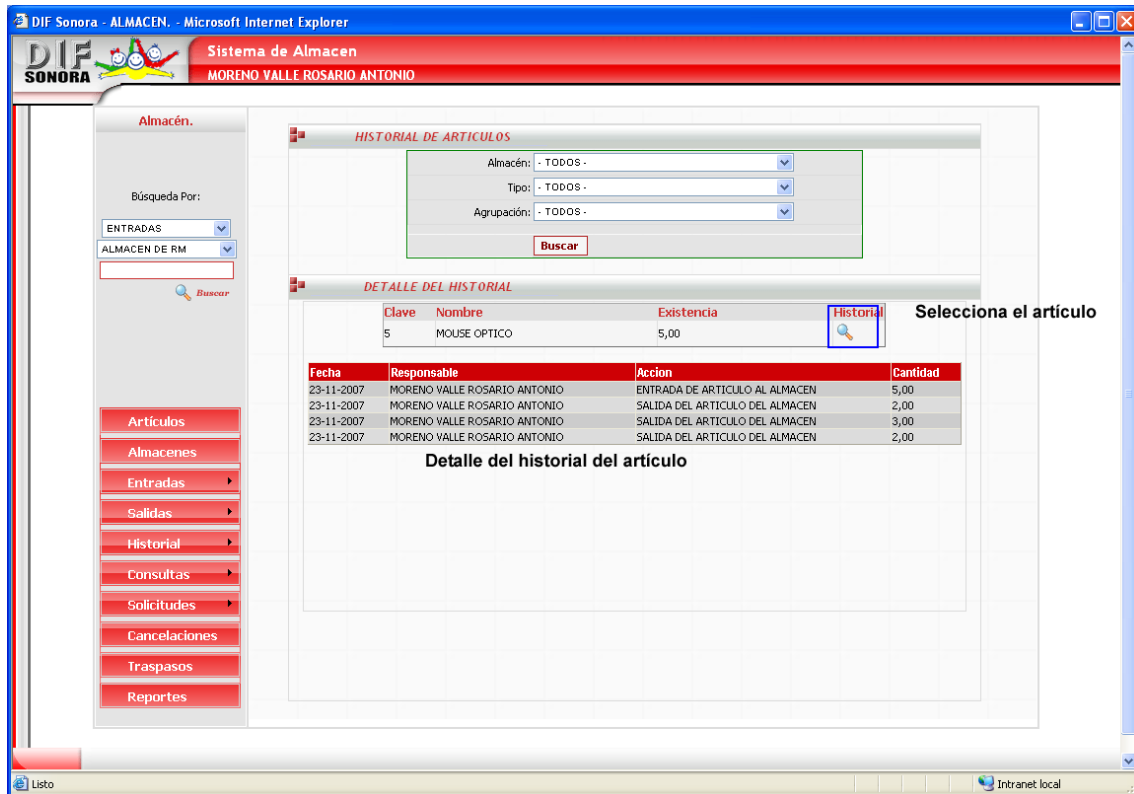 DIF Sonora - ALMACEN. - Microsoft Internet Explorer
DIF
SONORA
Sistema de Almacen
MORENO VALLE ROSARIO ANTONIO
Almacén.
Búsqueda Por:
ENTRADAS
ALMACEN DE RM
Buscar
Artículos
Almacenes
Entradas
Salidas
Historial
Consultas
Solicitudes
Cancelaciones
Traspasos
Reportes
HISTORIAL DE ARTICULOS
Almacén: - TODOS -
Tipo: - TODOS -
Agrupación: - TODOS -
Buscar
DETALLE DEL HISTORIAL
Clave Nombre Existencia Historial
5 MOUSE OPTICO 5,00
Selecciona el artículo
Fecha Responsable Accion Cantidad
23-11-2007 MORENO VALLE ROSARIO ANTONIO ENTRADA DE ARTICULO AL ALMACEN 5,00
23-11-2007 MORENO VALLE ROSARIO ANTONIO SALIDA DEL ARTICULO DEL ALMACEN 2,00
23-11-2007 MORENO VALLE ROSARIO ANTONIO SALIDA DEL ARTICULO DEL ALMACEN 3,00
23-11-2007 MORENO VALLE ROSARIO ANTONIO SALIDA DEL ARTICULO DEL ALMACEN 2,00
Detalle del historial del artículo
Listo
Intranet local